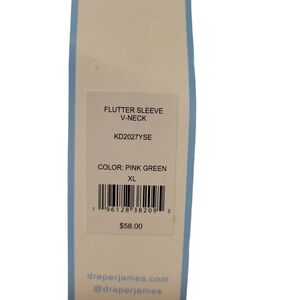 FLUTTER SLEEVE
V-NECK
KD2027YSE
COLOR: PINK GREEN
XL
1 96128 38209 5
$58.00
draperjames.com
@draperjames